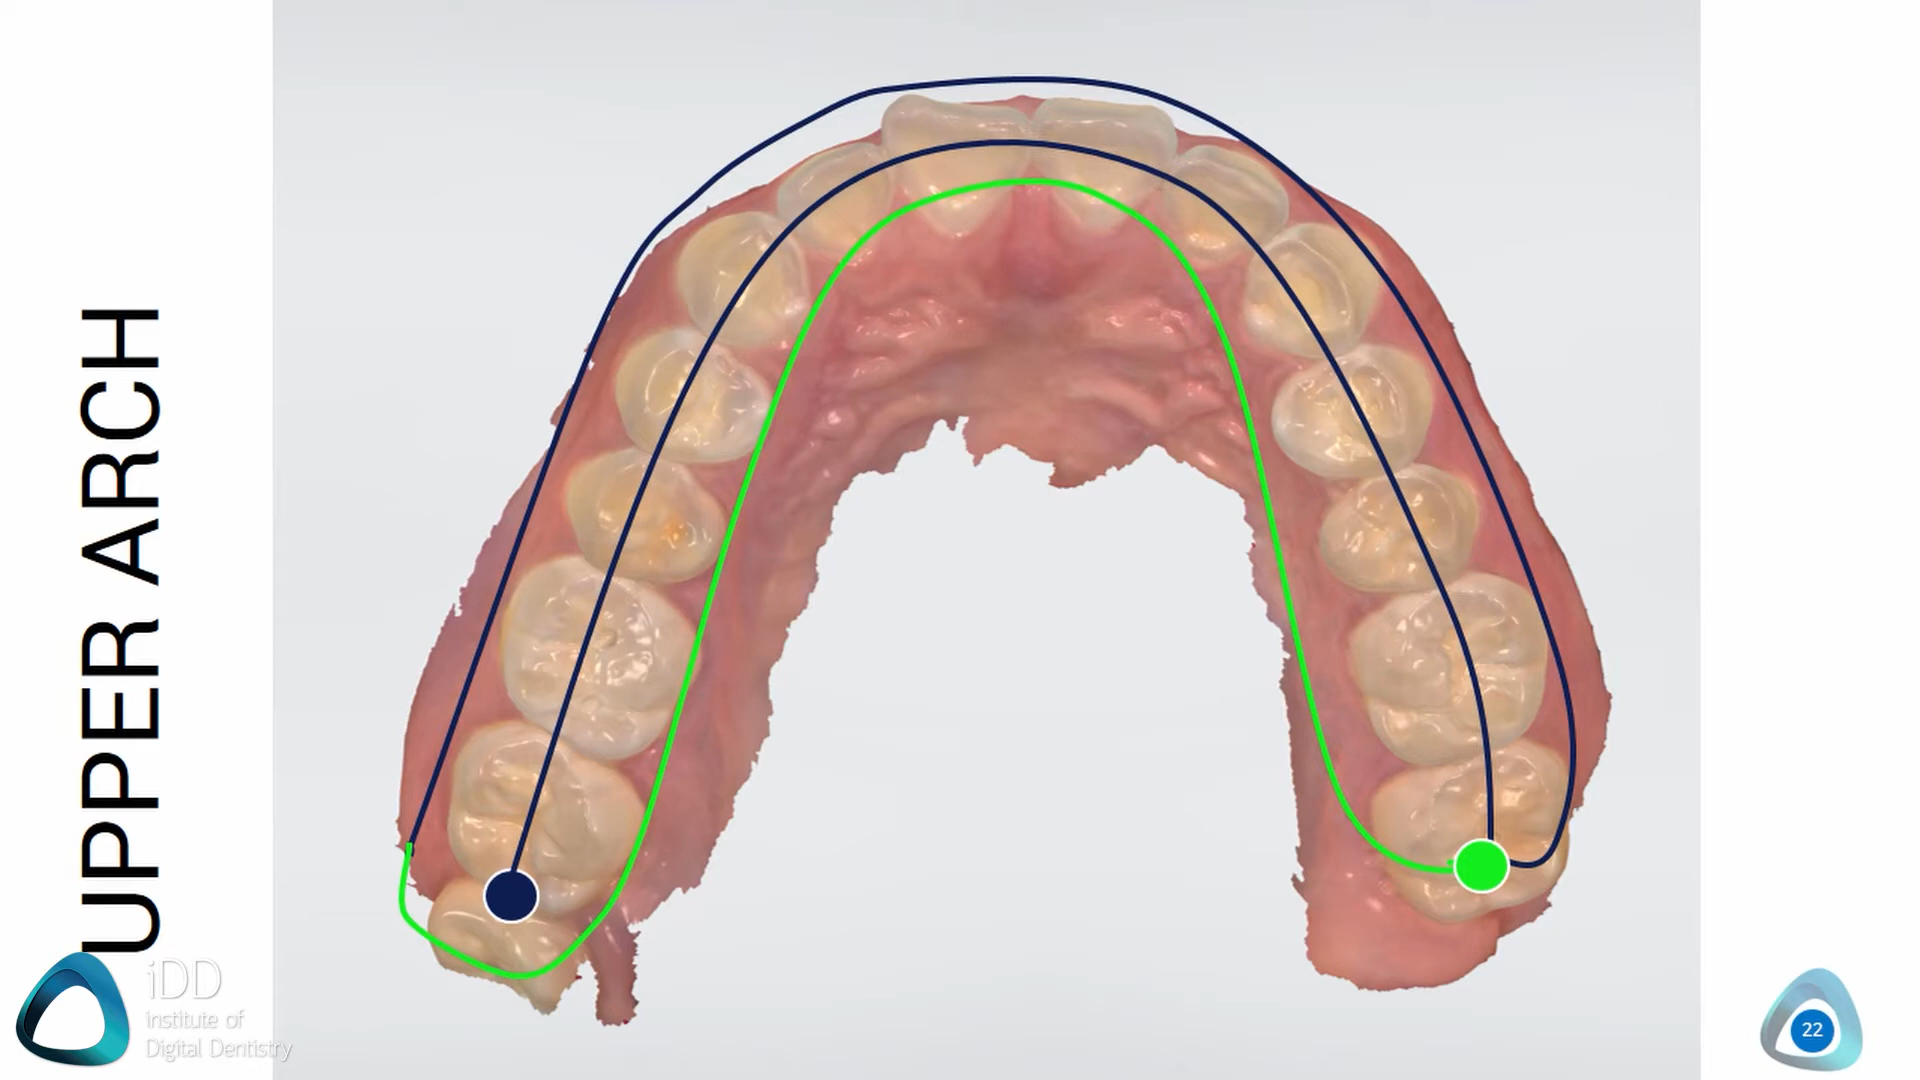 UPPER ARCH
iDD
institute of
Digital Dentistry
22